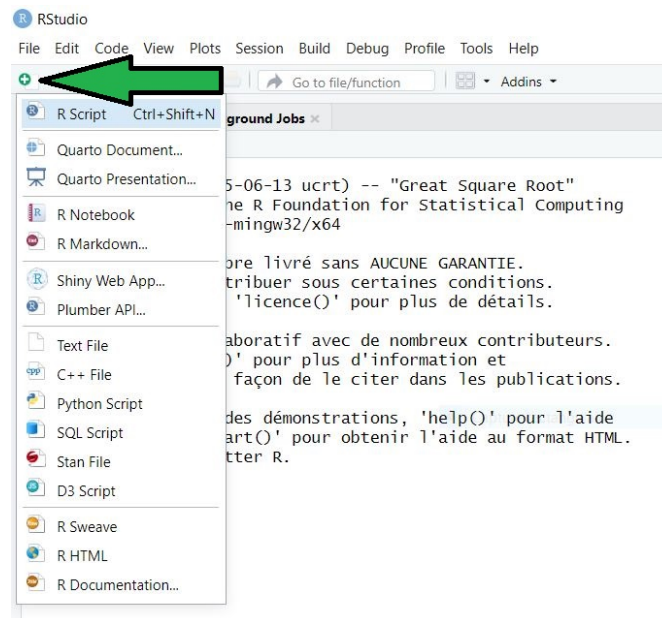 RStudio
File Edit Code View Plots Session Build Debug Profile Tools Help
Go to file/function Addins
R Script Ctrl+Shift+N
ground Jobs
Quarto Document...
Quarto Presentation...
R Notebook
R Markdown...
Shiny Web App...
Plumber API...
Text File
C++ File
Python Script
SQL Script
Stan File
D3 Script
R Sweave
R HTML
R Documentation...
5-06-13 ucrt) -- "Great Square Root"
he R Foundation for Statistical Computing
-mingw32/x64
bre livré sans AUCUNE GARANTIE.
tribuer sous certaines conditions.
'licence()' pour plus de détails.
aboratif avec de nombreux contributeurs.
)' pour plus d'information et
façon de le citer dans les publications.
des démonstrations, 'help()' pour l'aide
art()' pour obtenir l'aide au format HTML.
tter R.